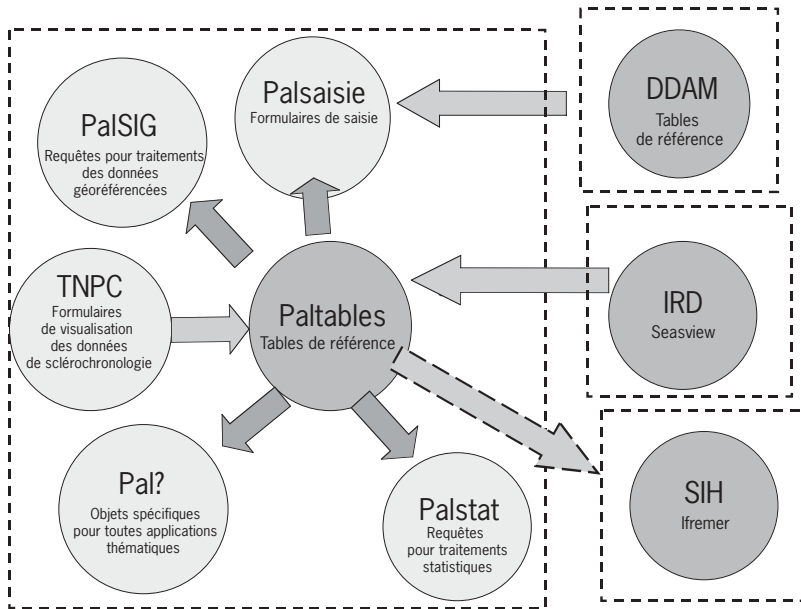 PalSIG
Requêtes pour traitements
des données
géoréférencées
Palsaisie
Formulaires de saisie
DDAM
Tables
de référence
TNPC
Formulaires
de visualisation
des données
de sclérochronologie
Paltables
Tables de référence
IRD
Seasview
Pal?
Objets spécifiques
pour toutes applications
thématiques
Palstat
Requêtes
pour traitements
statistiques
SIH
Ifremer